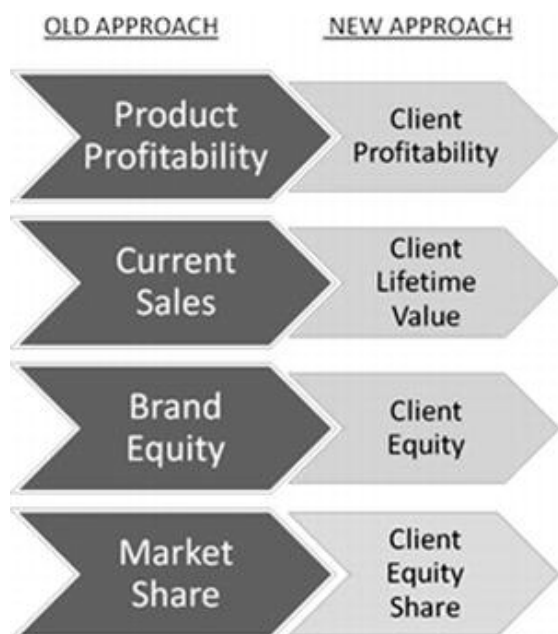 OLD APPROACH
NEW APPROACH
Product
Profitability
Client
Profitability
Current
Sales
Client
Lifetime
Value
Brand
Equity
Client
Equity
Market
Share
Client
Equity
Share